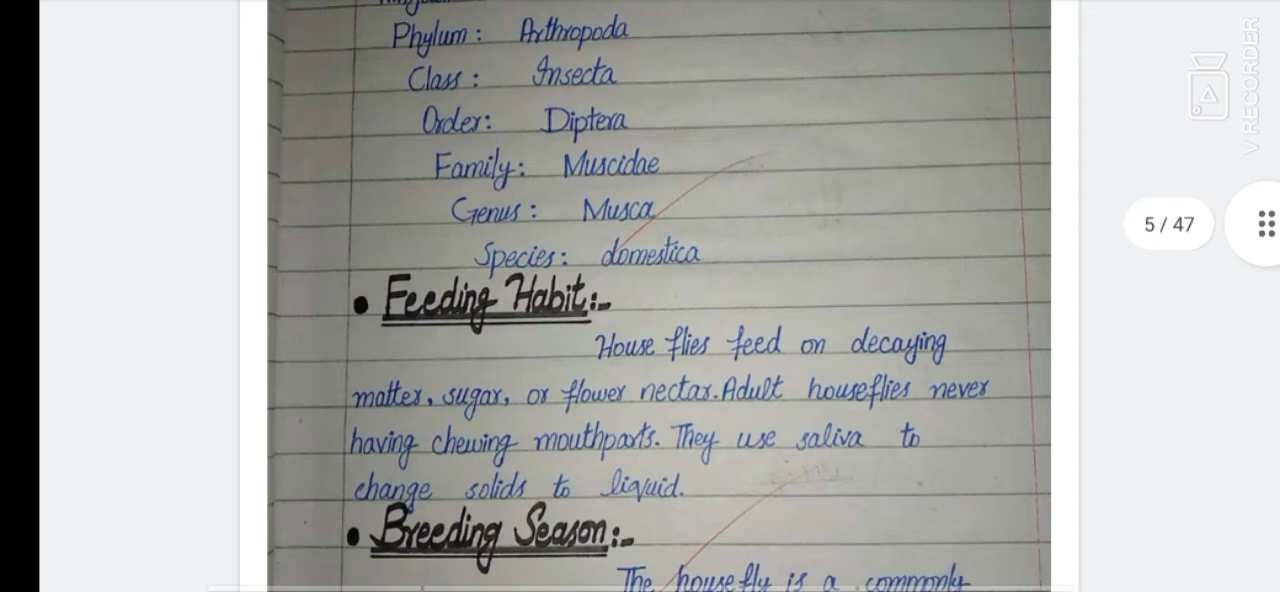 Phylum: Arthropoda
Class: Insecta
Order: Diptera
Family: Muscidae
Genus: Musca
Species: domestica
• Feeding Habit:-
House flies feed on decaying
matter, sugar, or flower nectar. Adult houseflies never
having chewing mouthparts. They use saliva to
change solids to liquid.
• Breeding Season:-
The housefly is a commonly
5 / 47
V RECORDER